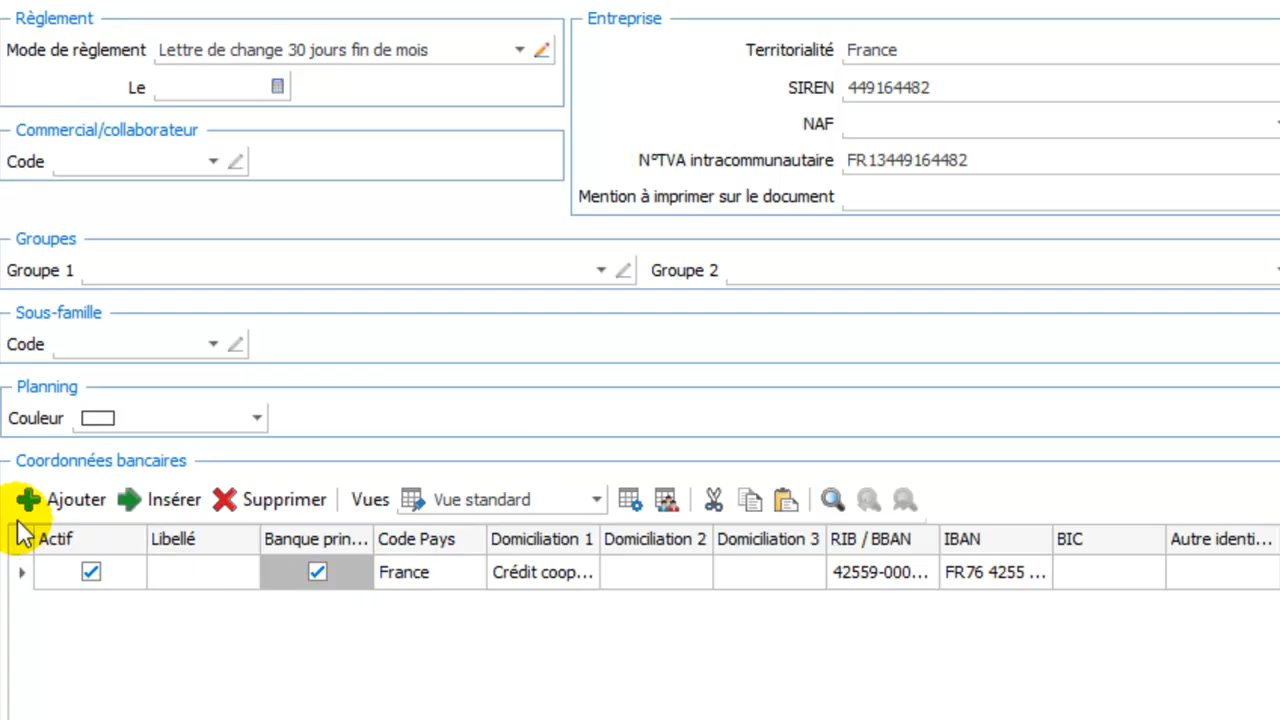 Règlement
Mode de règlement Lettre de change 30 jours fin de mois
Le
Commercial/collaborateur
Code
Entreprise
Territorialité France
SIREN 449164482
NAF
N°TVA intracommunautaire FR13449164482
Mention à imprimer sur le document
Groupes
Groupe 1 Groupe 2
Sous-famille
Code
Planning
Couleur
Coordonnées bancaires
Ajouter Insérer Supprimer Vues Vue standard
Actif Libellé Banque prin... Code Pays Domiciliation 1 Domiciliation 2 Domiciliation 3 RIB / BBAN IBAN BIC Autre identi...
France Crédit coop... 42559-000... FR76 4255 ...